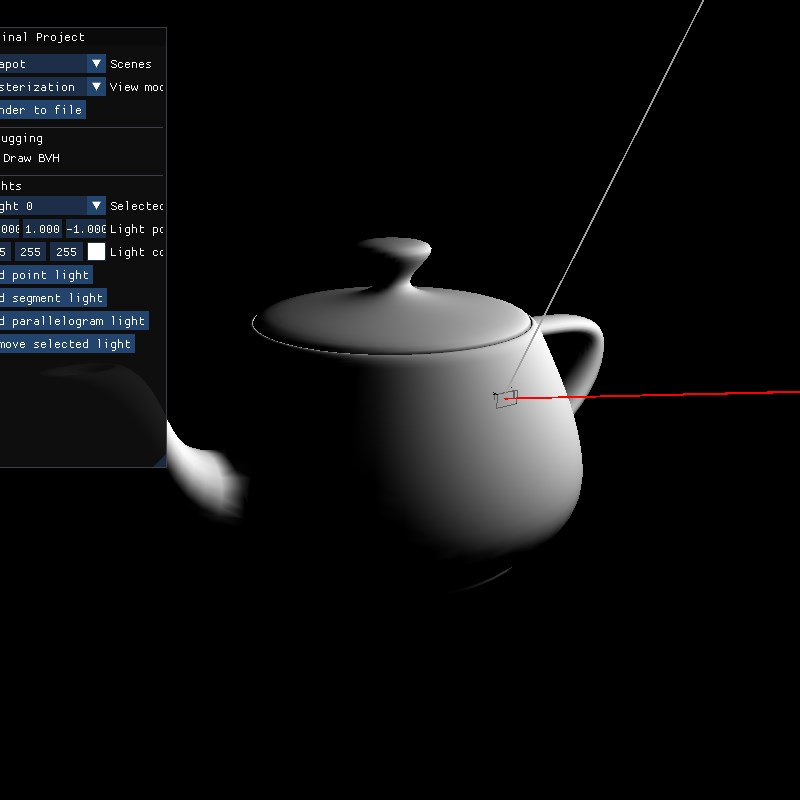 inal Project
apot Scenes
sterization View mod
nder to file
ugging
Draw BVH
hts
ght 0 Selected
000 1.000 -1.000 Light po
5 255 255 Light co
d point light
d segment light
d parallelogram light
move selected light